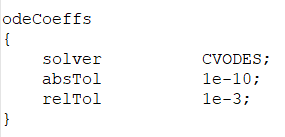 odeCoeffs
{
    solver          CVODES;
    absTol          1e-10;
    relTol          1e-3;
}